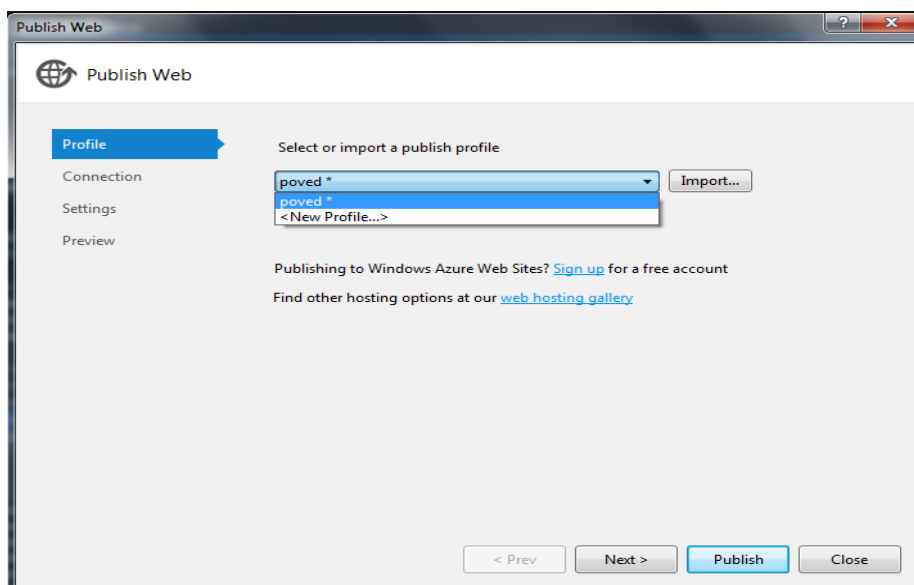 Publish Web
?
Publish Web
Profile
Connection
Settings
Preview
Select or import a publish profile
poved *
Import...
poved *
<New Profile...>
Publishing to Windows Azure Web Sites? Sign up for a free account
Find other hosting options at our web hosting gallery
< Prev
Next >
Publish
Close